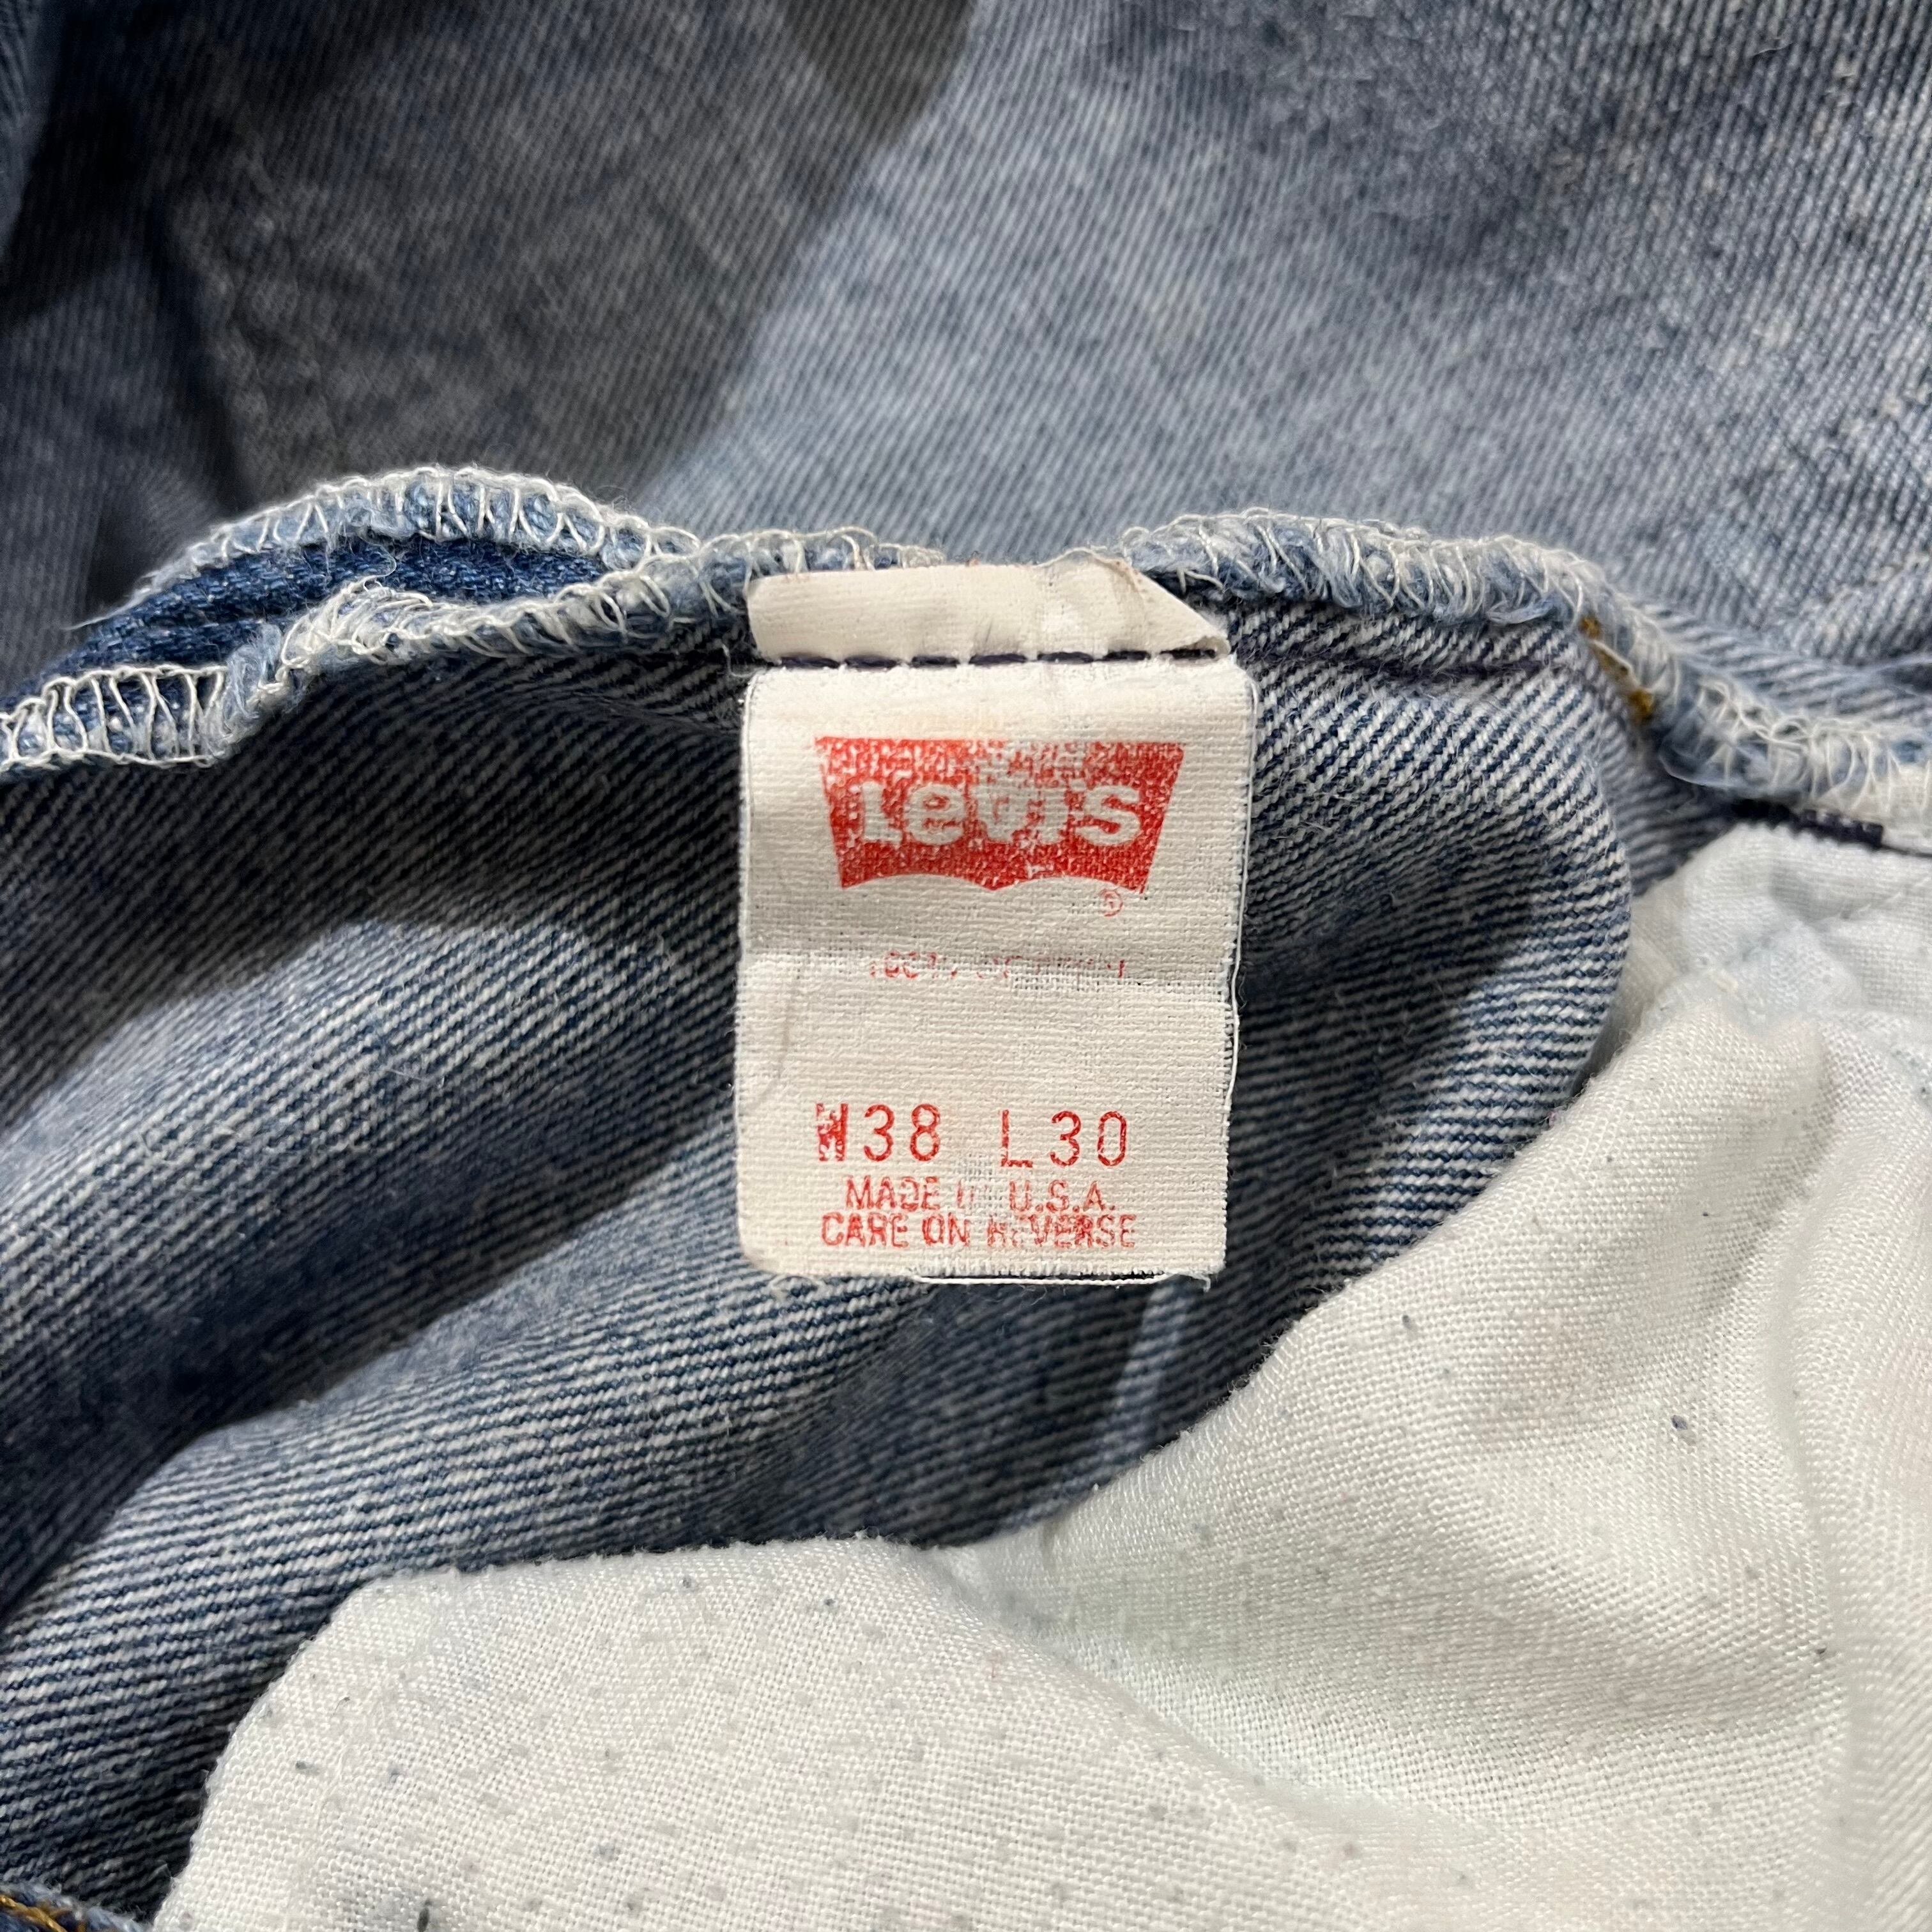 Levi's
®
W38 L30
MADE IN U.S.A.
CARE ON REVERSE